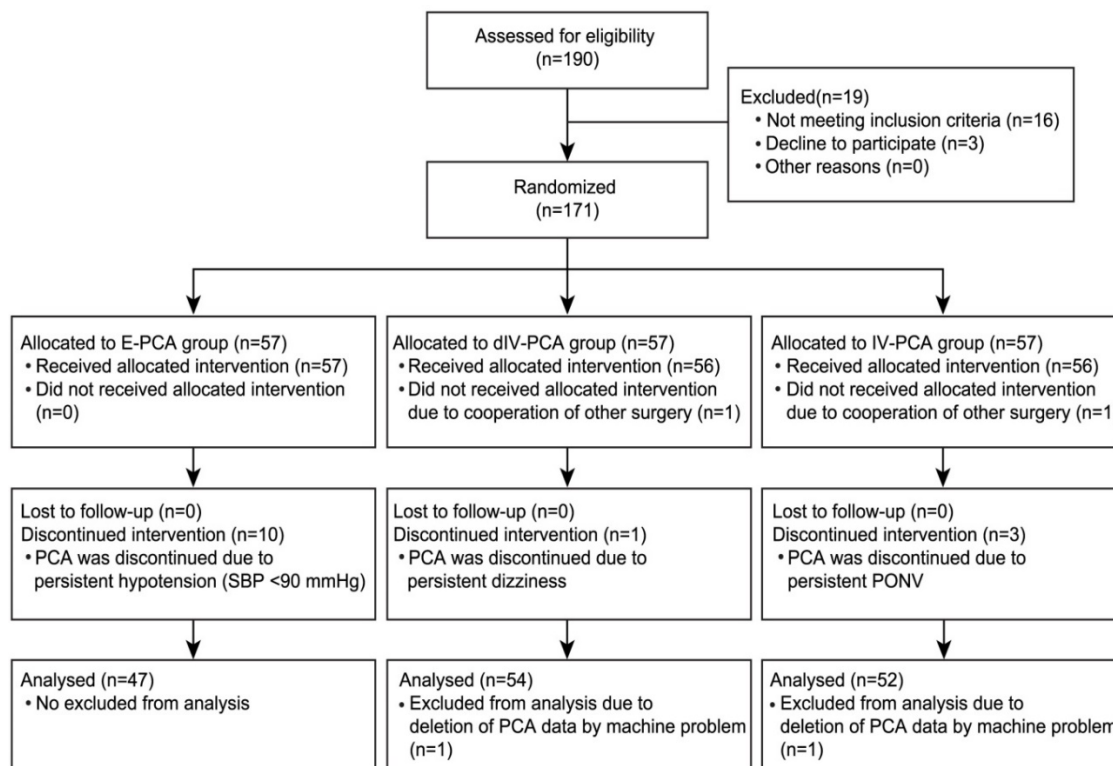 Assessed for eligibility
(n=190)
Excluded(n=19)
• Not meeting inclusion criteria (n=16)
• Decline to participate (n=3)
• Other reasons (n=0)
Randomized
(n=171)
Allocated to E-PCA group (n=57)
• Received allocated intervention (n=57)
• Did not received allocated intervention
(n=0)
Allocated to dIV-PCA group (n=57)
• Received allocated intervention (n=56)
• Did not received allocated intervention
due to cooperation of other surgery (n=1)
Allocated to IV-PCA group (n=57)
• Received allocated intervention (n=56)
• Did not received allocated intervention
due to cooperation of other surgery (n=1
Lost to follow-up (n=0)
Discontinued intervention (n=10)
• PCA was discontinued due to
persistent hypotension (SBP <90 mmHg)
Lost to follow-up (n=0)
Discontinued intervention (n=1)
• PCA was discontinued due to
persistent dizziness
Lost to follow-up (n=0)
Discontinued intervention (n=3)
• PCA was discontinued due to
persistent PONV
Analysed (n=47)
• No excluded from analysis
Analysed (n=54)
• Excluded from analysis due to
deletion of PCA data by machine problem
(n=1)
Analysed (n=52)
• Excluded from analysis due to
deletion of PCA data by machine problem
(n=1)